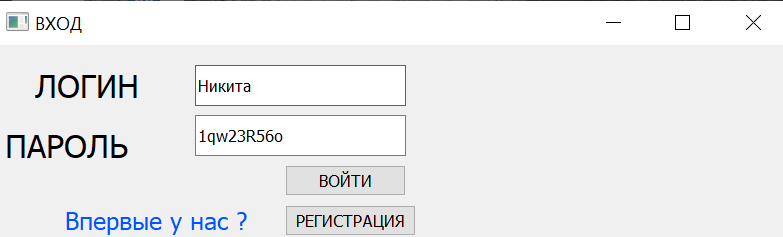 ВХОД
ЛОГИН Никита
ПАРОЛЬ 1qw23R56o
ВОЙТИ
Впервые у нас ? РЕГИСТРАЦИЯ